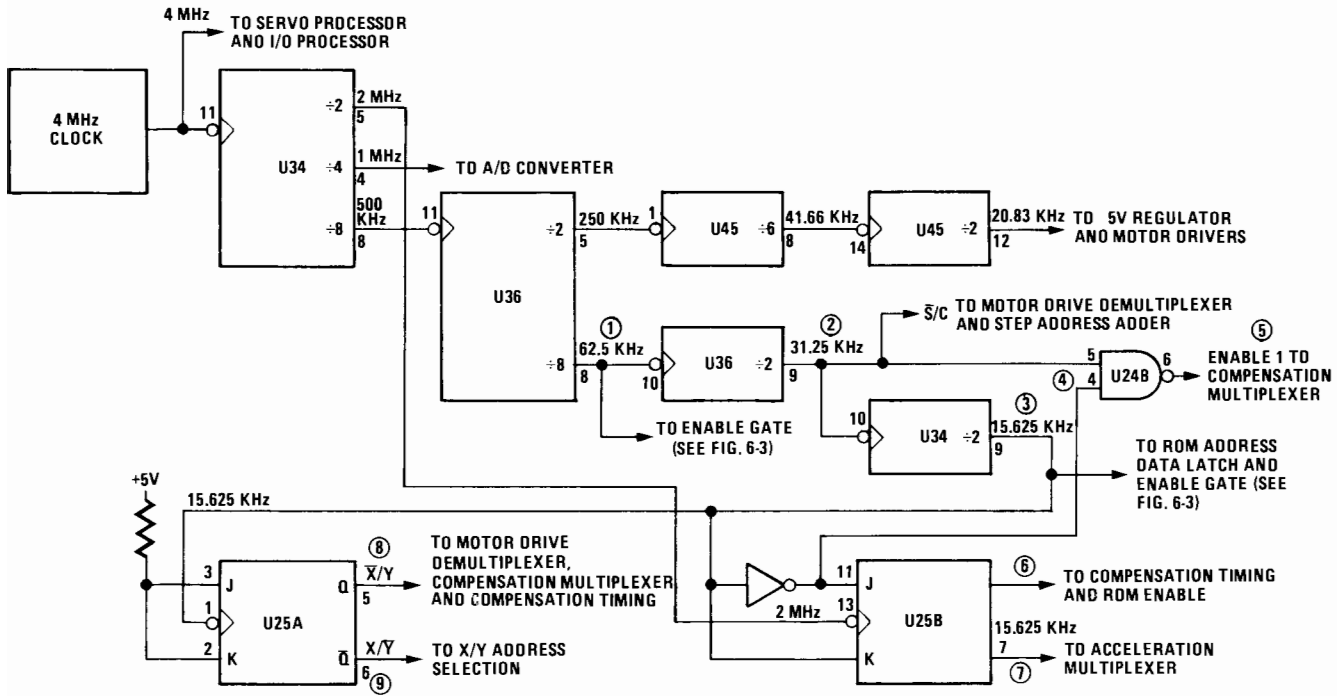 4 MHz
TO SERVO PROCESSOR
ANO I/O PROCESSOR
4 MHz
CLOCK
11
U34
÷2
2 MHz
5
÷4
1 MHz
4
TO A/D CONVERTER
÷8
500
KHz
8
11
U36
÷2
250 KHz
5
1
U45
÷6
41.66 KHz
8
14
U45
÷2
20.83 KHz
12
TO 5V REGULATOR
ANO MOTOR DRIVERS
÷8
①
62.5 KHz
8
10
U36
÷2
②
31.25 KHz
9
S̅/C TO MOTOR DRIVE DEMULTIPLEXER
AND STEP ADDRESS ADDER
5
④
4
U24B
6
⑤
ENABLE 1 TO
COMPENSATION
MULTIPLEXER
TO ENABLE GATE
(SEE FIG. 6-3)
10
U34
÷2
③
15.625 KHz
9
TO ROM ADDRESS
DATA LATCH AND
ENABLE GATE (SEE
FIG. 6-3)
+5V
15.625 KHz
3
J
1
U25A
2
K
Q
⑧
X̅/Y
5
TO MOTOR DRIVE
DEMULTIPLEXER,
COMPENSATION MULTIPLEXER
AND COMPENSATION TIMING
Q̅
X/Y̅
6
⑨
TO X/Y ADDRESS
SELECTION
2 MHz
11
J
13
U25B
K
⑥
TO COMPENSATION TIMING
AND ROM ENABLE
15.625 KHz
7
⑦
TO ACCELERATION
MULTIPLEXER